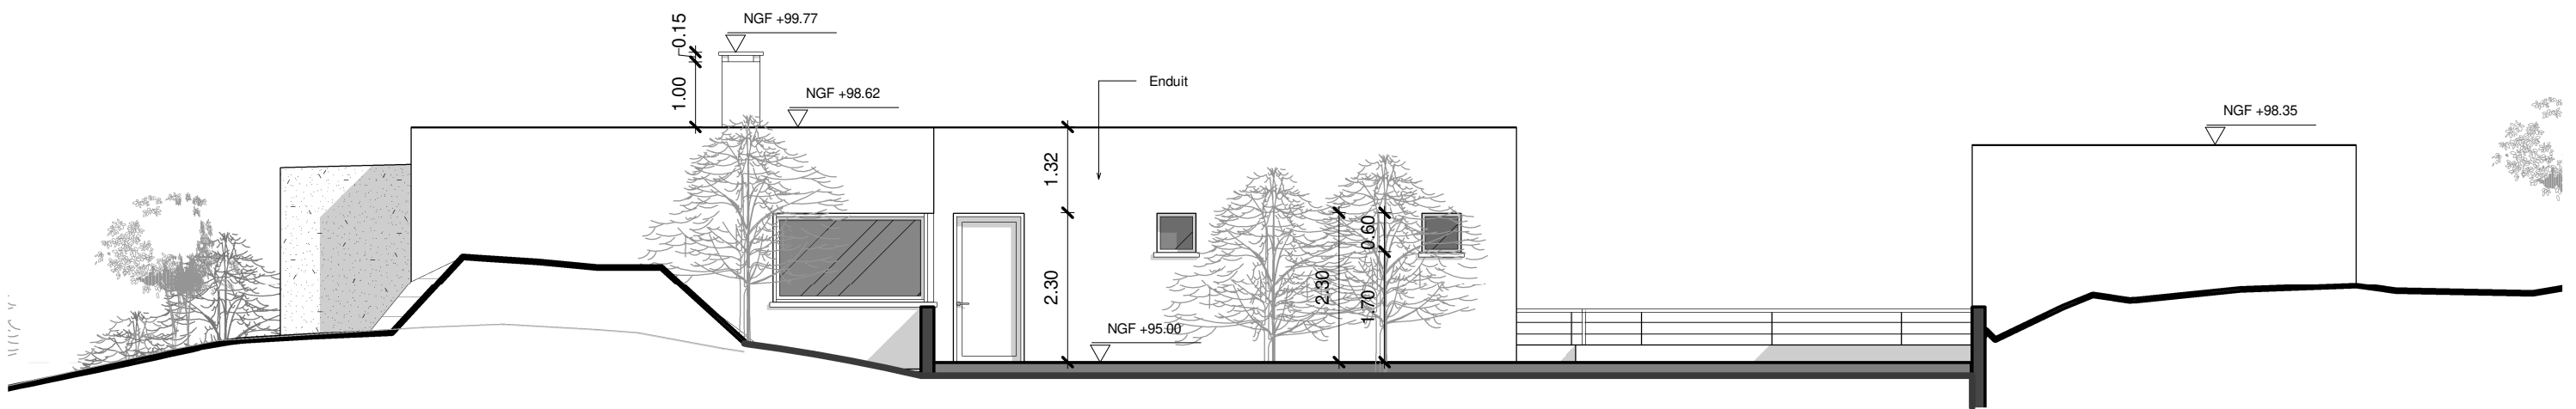 NGF +99.77
0.15
1.00
NGF +98.62
Enduit
NGF +98.35
1.32
2.30
NGF +95.00
2.30
0.60
1.70